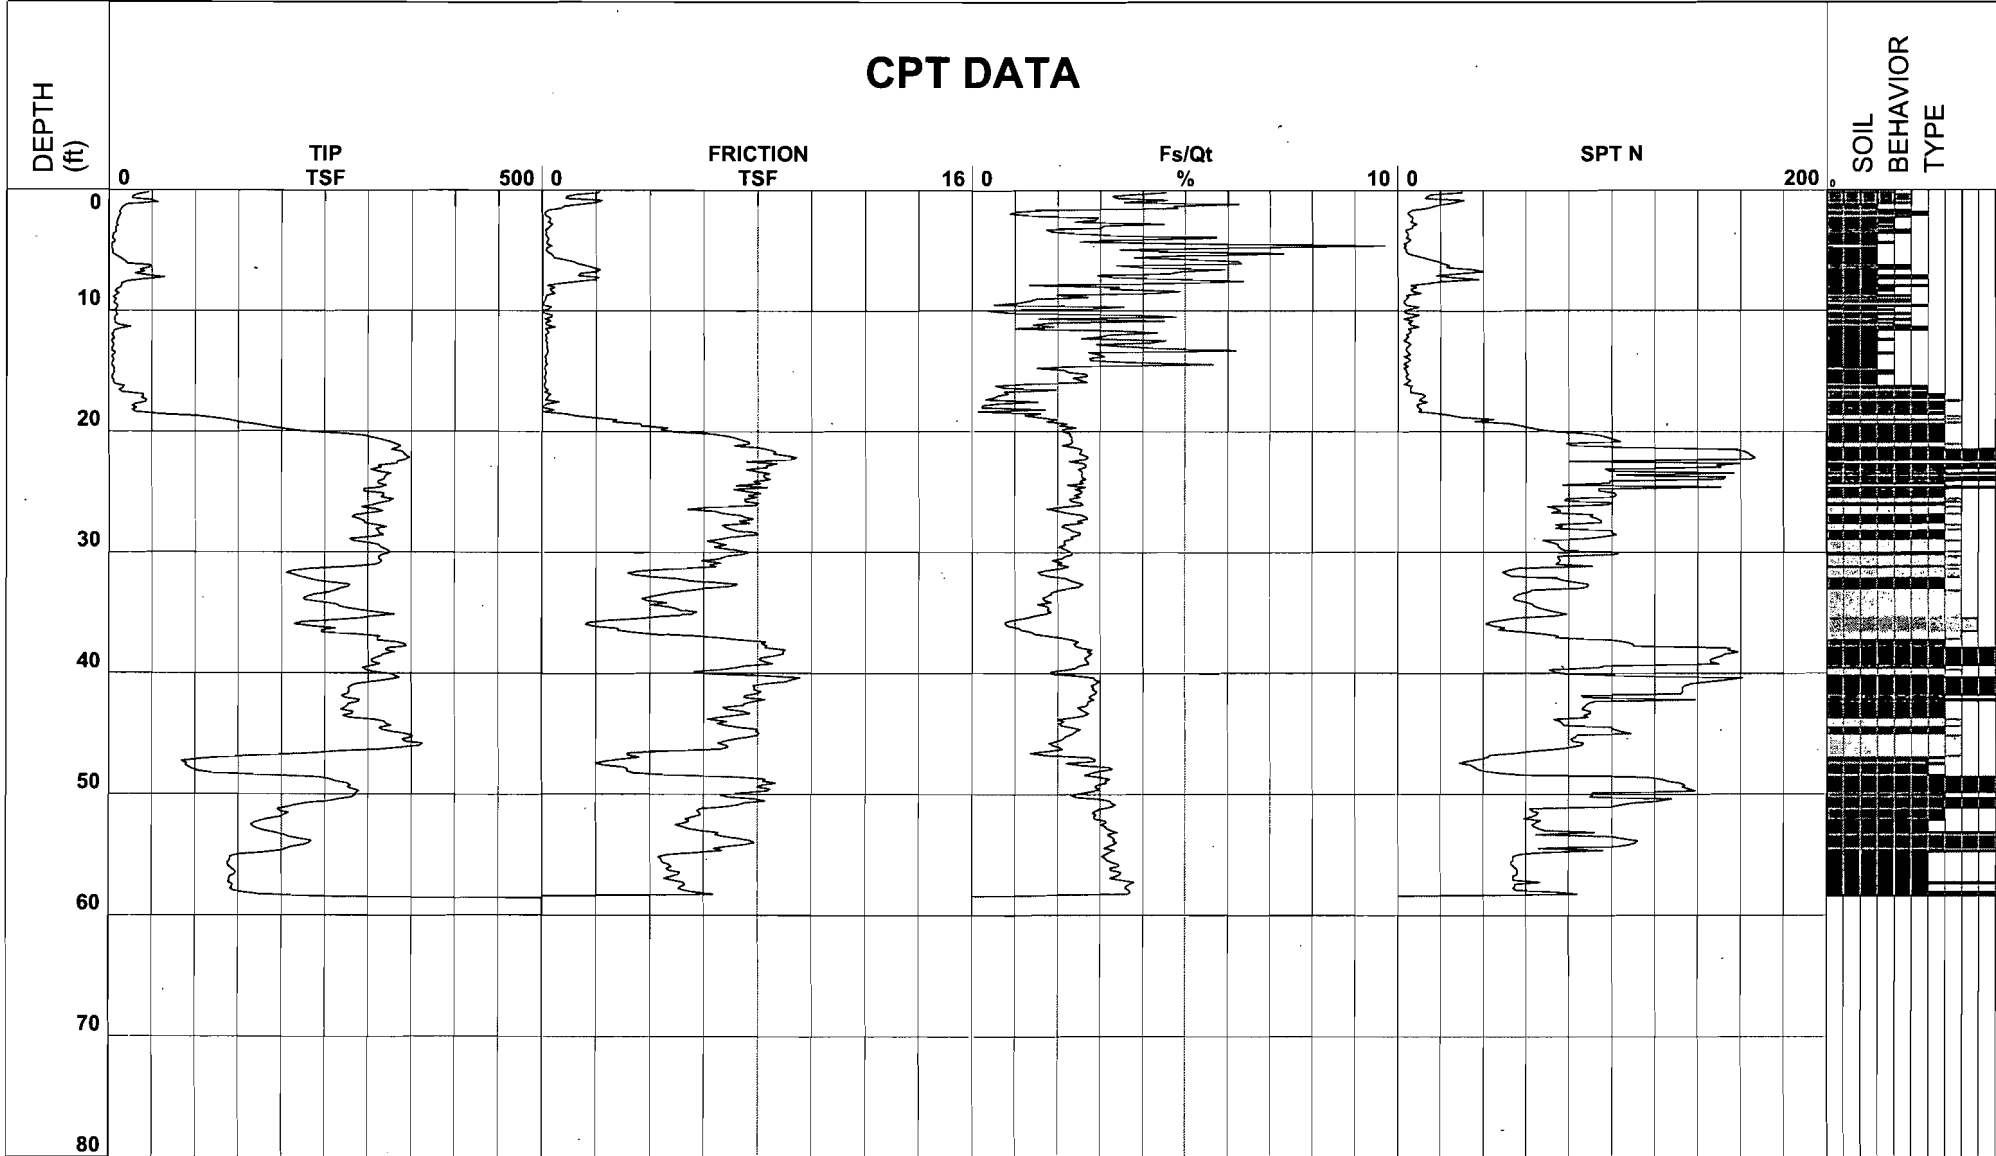 CPT DATA
DEPTH
(ft)
TIP
TSF
0
500
FRICTION
TSF
0
16
Fs/Qt
%
0
10
SPT N
0
200
SOIL
BEHAVIOR
TYPE
0
0
10
20
30
40
50
60
70
80